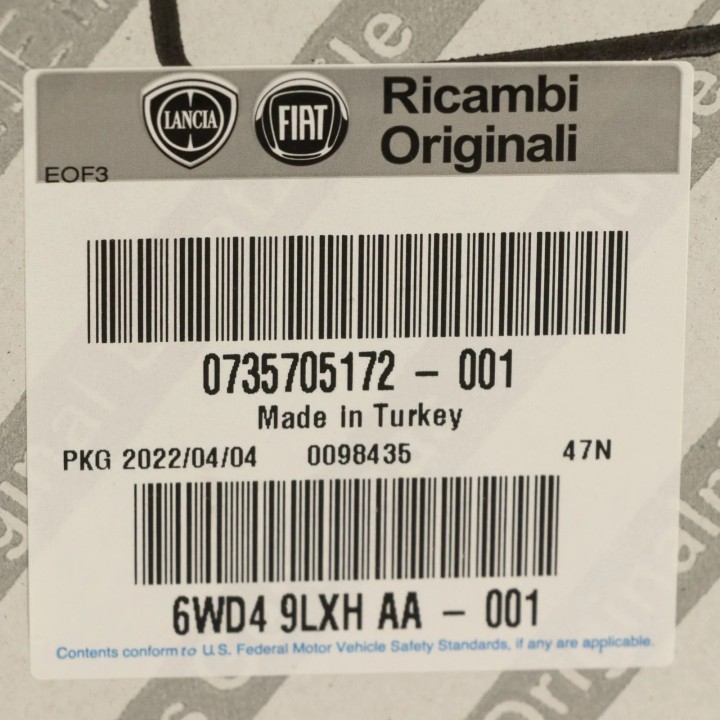 LANCIA FIAT Ricambi
Originali
EOF3
0735705172 - 001
Made in Turkey
PKG 2022/04/04 0098435 47N
6WD4 9LXH AA - 001
Contents conform to U.S. Federal Motor Vehicle Safety Standards, if any are applicable.